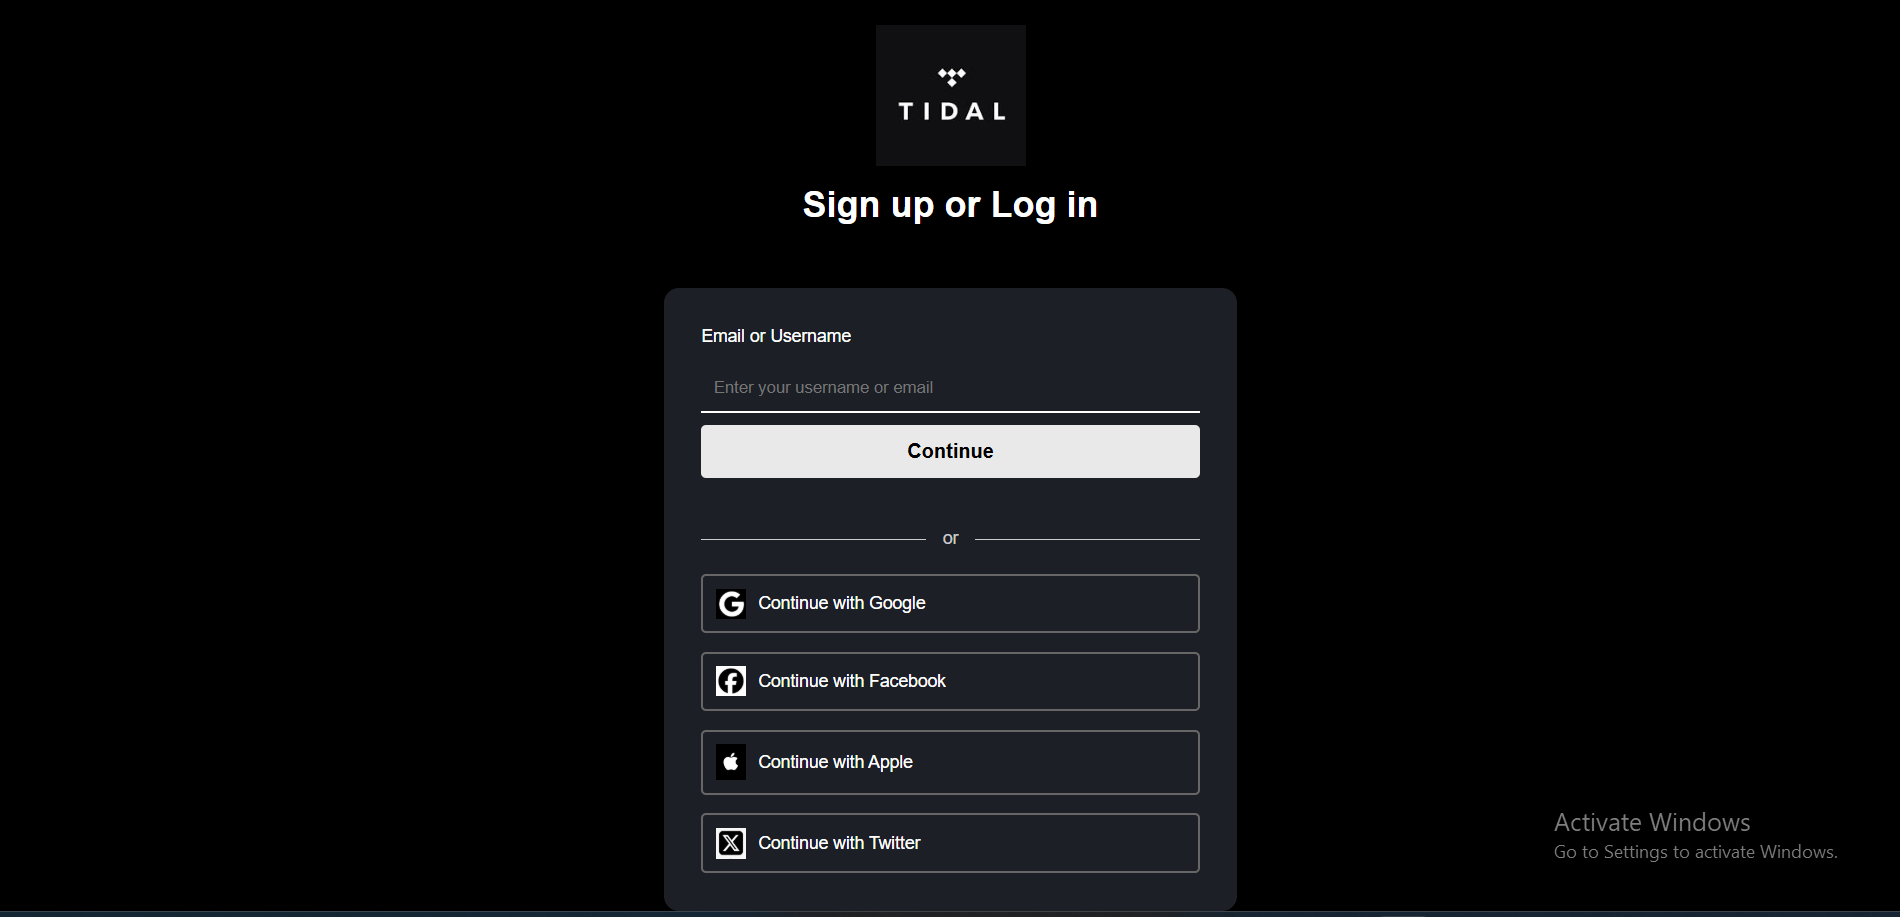 TIDAL
Sign up or Log in
Email or Username
Enter your username or email
Continue
or
Continue with Google
Continue with Facebook
Continue with Apple
Continue with Twitter
Activate Windows
Go to Settings to activate Windows.